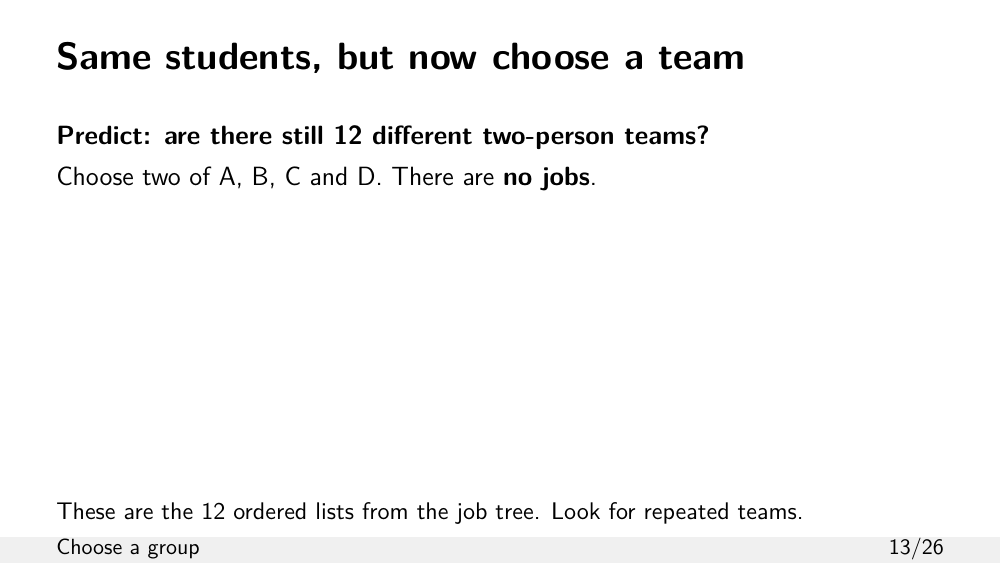 Same students, but now choose a team
Predict: are there still 12 different two-person teams?
Choose two of A, B, C and D. There are no jobs.
These are the 12 ordered lists from the job tree. Look for repeated teams.
Choose a group
13/26